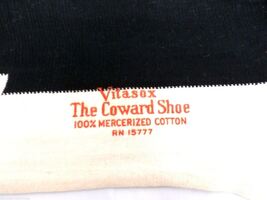 Vitasox
The Coward Shoe
100% MERCERIZED COTTON
RN 15777